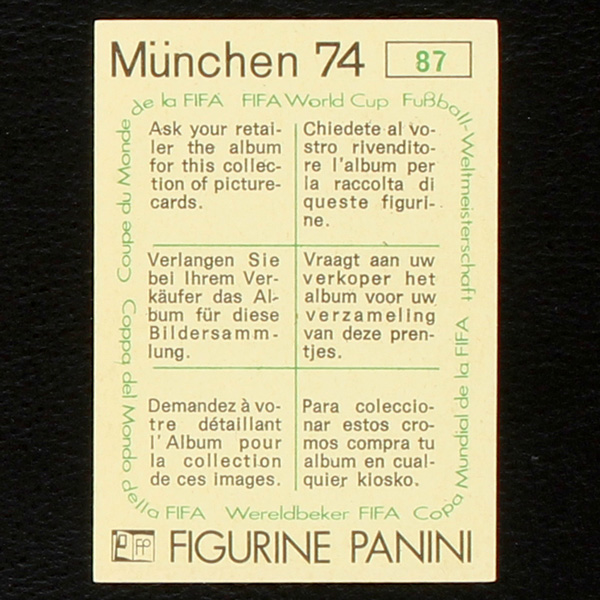 München 74 87
de la FIFA FIFA World Cup Fußball-Weltmeisterschaft
Ask your retai-
ler the album
for this collec-
tion of picture-
cards.
Chiedete al vo-
stro rivendito-
re l'album per
la raccolta di
queste figuri-
ne.
Verlangen Sie
bei Ihrem Ver-
käufer das Al-
bum für diese
Bildersamm-
lung.
Vraagt aan uw
verkoper het
album voor uw
verzameling
van deze pren-
tjes.
Demandez à vo-
tre détaillant
l'Album pour
la collection
de ces images.
Para coleccio-
nar estos cro-
mos compra tu
album en cual-
quier kiosko.
Coupe du Monde
Coppa del Mondo della FIFA Wereldbeker FIFA Copa Mundial de la FIFA
FP FIGURINE PANINI